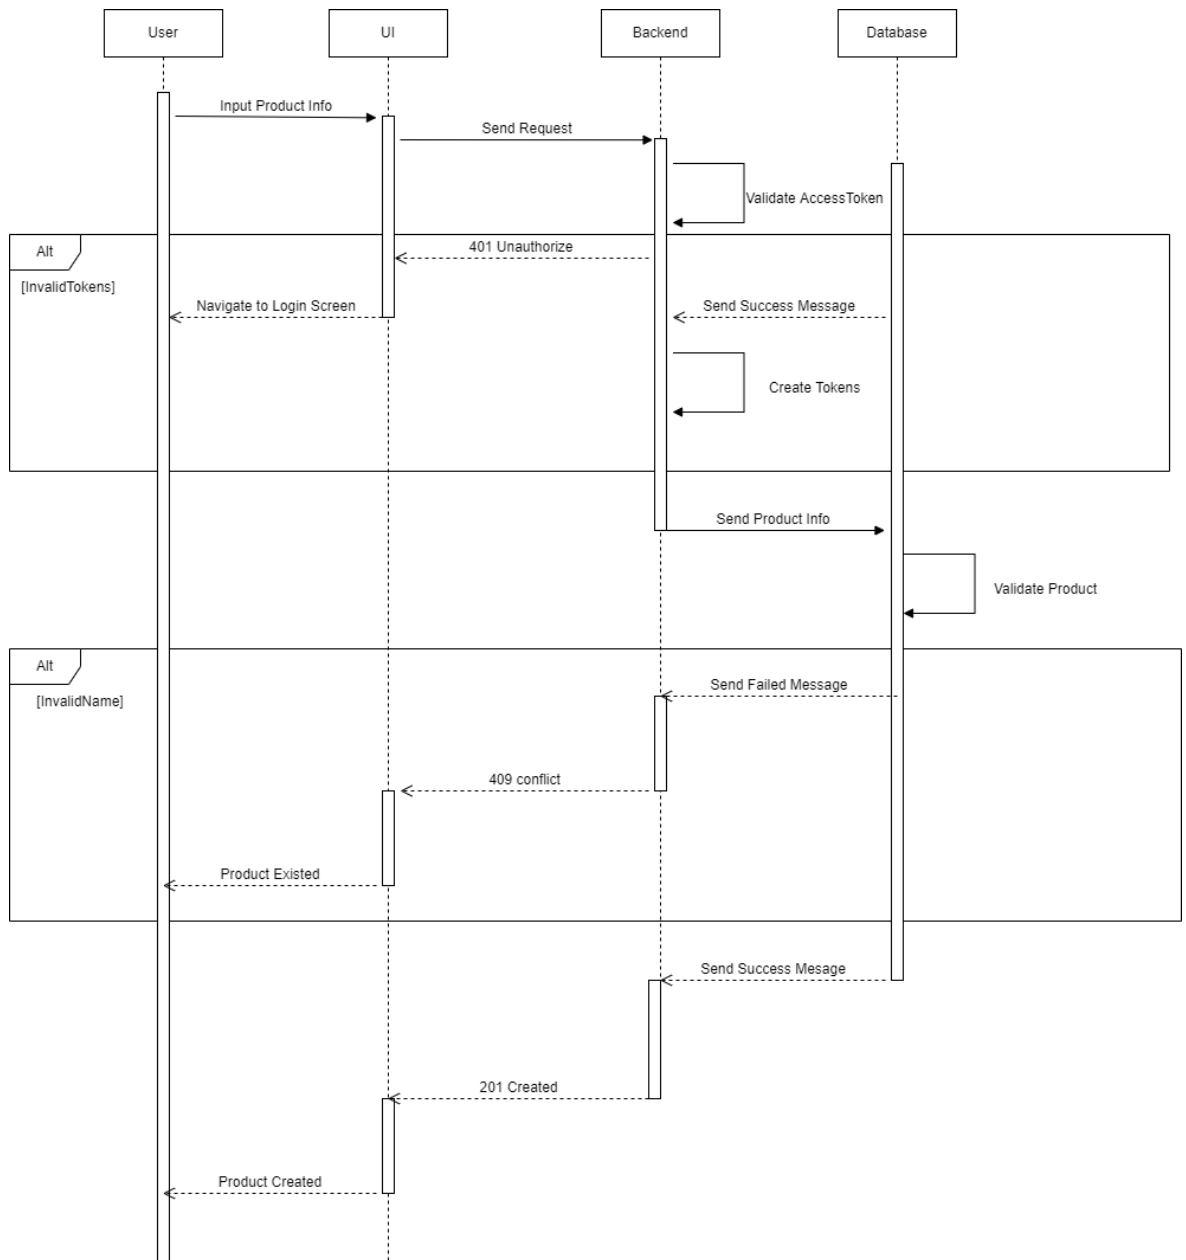 User
UI
Backend
Database
Input Product Info
Send Request
Validate AccessToken
Alt
401 Unauthorize
[InvalidTokens]
Navigate to Login Screen
Send Success Message
Create Tokens
Send Product Info
Validate Product
Alt
Send Failed Message
[InvalidName]
409 conflict
Product Existed
Send Success Mesage
201 Created
Product Created